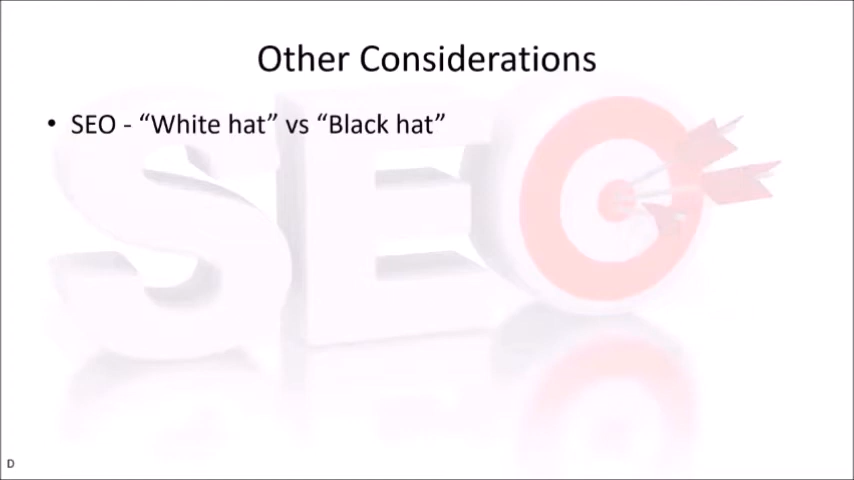 Other Considerations
• SEO - “White hat” vs “Black hat”
SEO
D